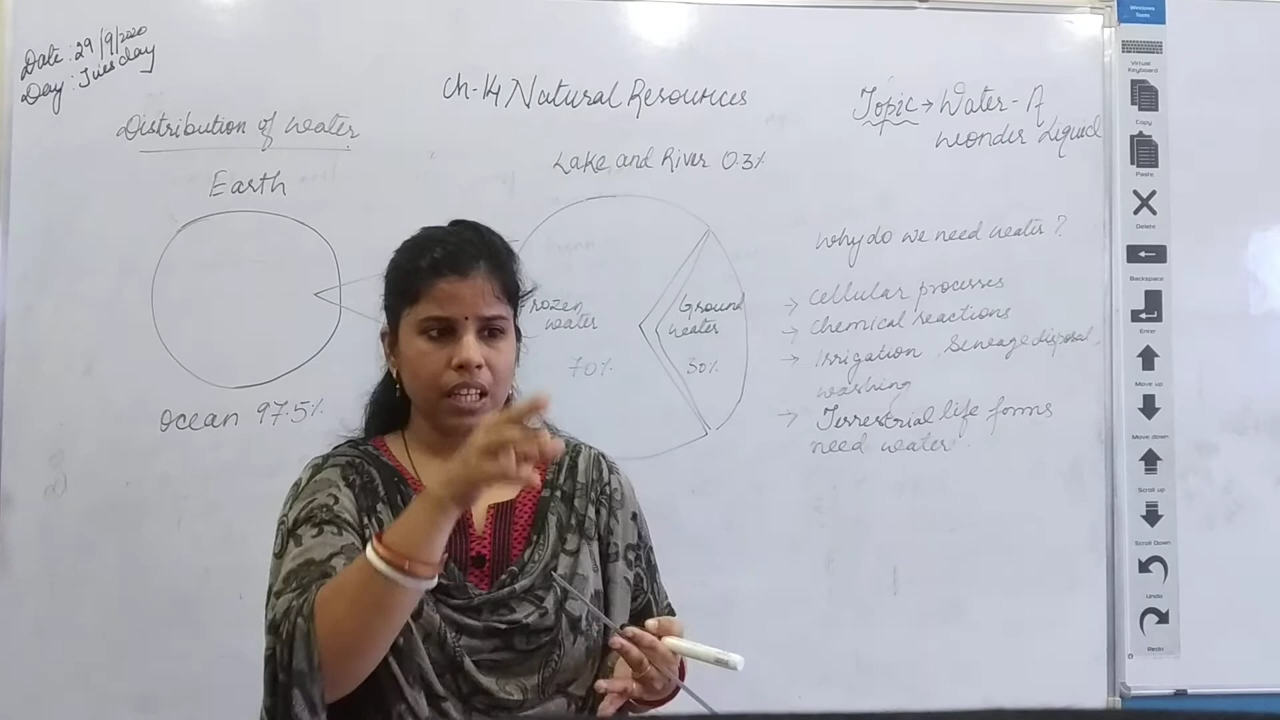 Date: 29/9/2020
Day: Tuesday
Ch-14 Natural Resources
Topic → Water - A
wonder Liquid
Distribution of water
Earth
Ocean 97.5%
Lake and River 0.3%
Frozen
water
70%
Ground
water
30%
Why do we need water?
→ Cellular processes
→ Chemical reactions
→ Irrigation, Sewage disposal,
washing
→ Terrestrial life forms
need water.
Windows
Tools
Virtual
Keyboard
Copy
Paste
Delete
Backspace
Enter
Move up
Move down
Scroll up
Scroll Down
Undo
Redo